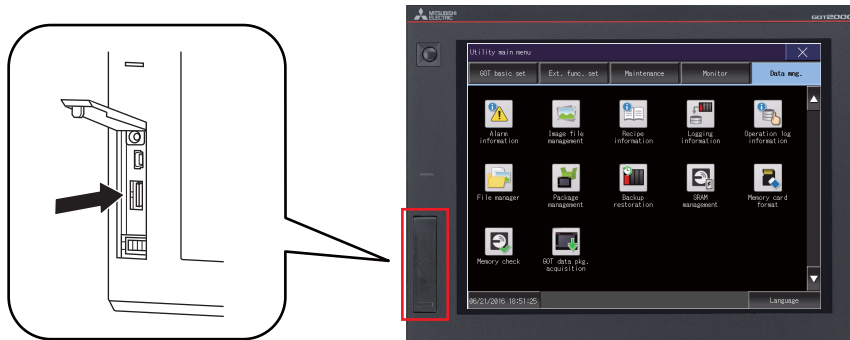 MITSUBISHI
ELECTRIC
GOT2000
Utility main menu
GOT basic set
Ext. func. set
Maintenance
Monitor
Data mng.
Alarm
information
Image file
management
Recipe
information
Logging
information
Operation log
information
File manager
Package
management
Backup
restoration
SRAM
management
Memory card
format
Memory check
GOT data pkg.
acquisition
06/21/2016 18:51:25
Language